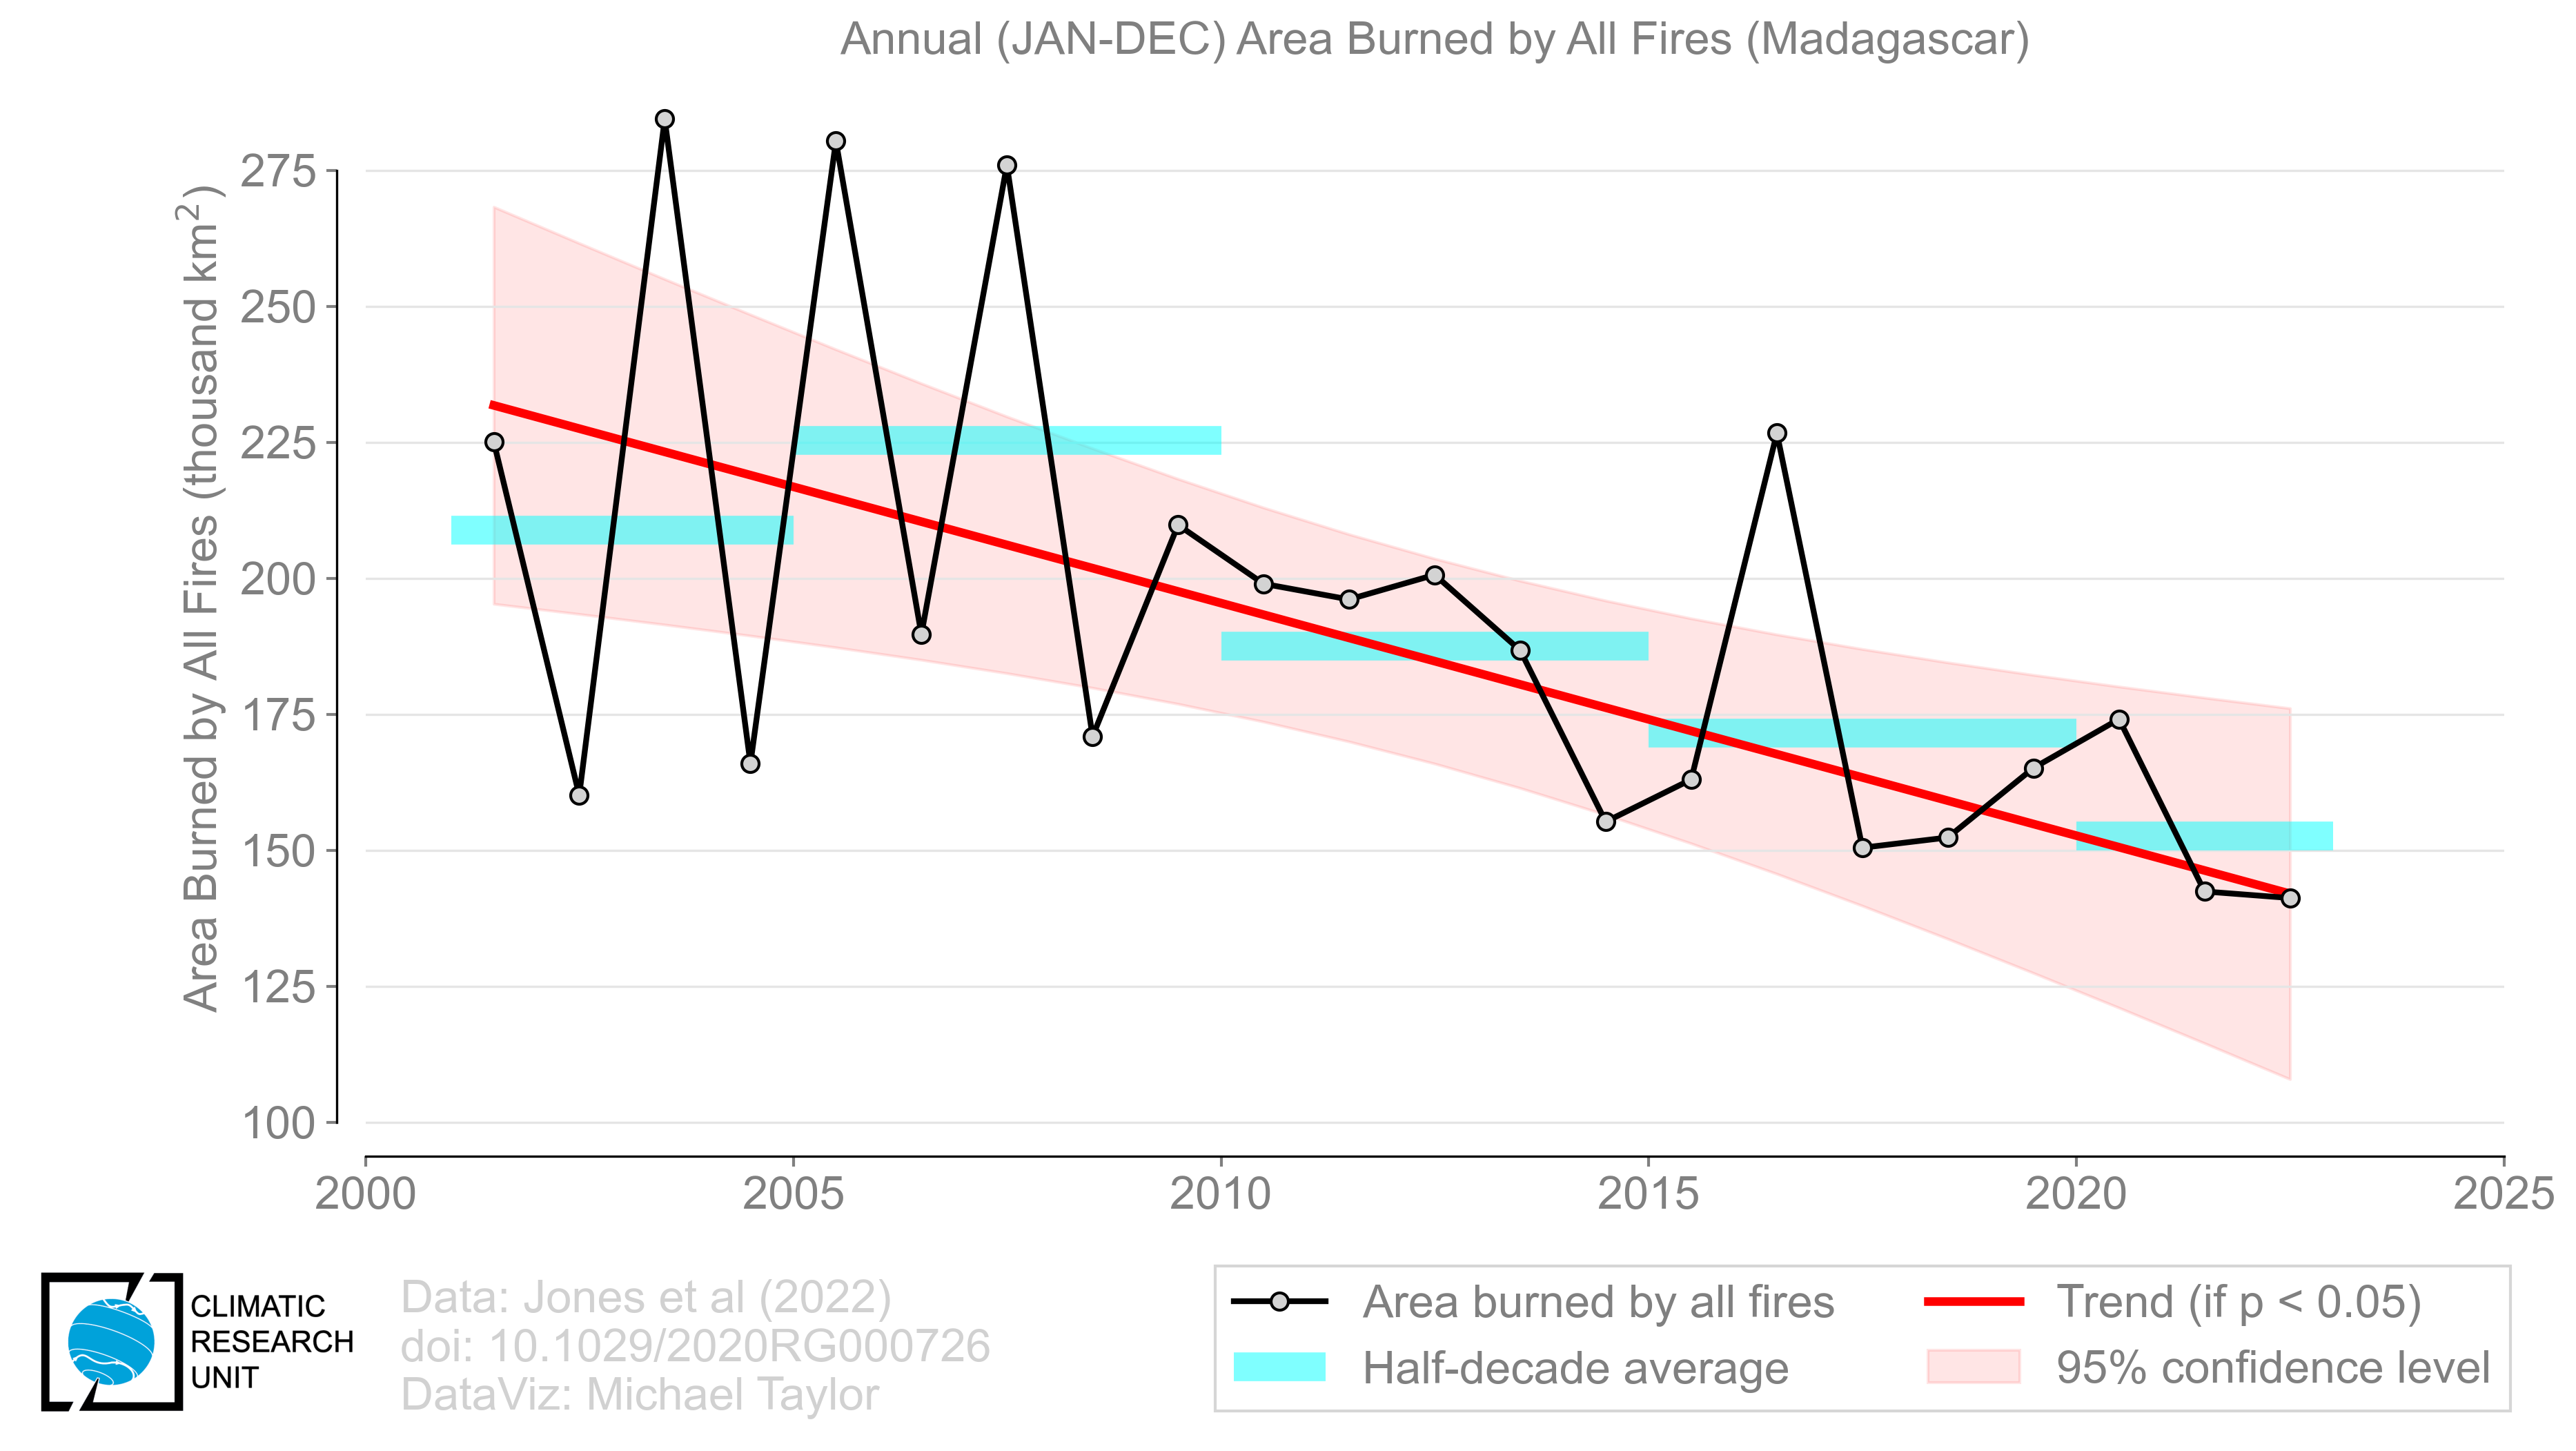 Annual (JAN-DEC) Area Burned by All Fires (Madagascar)
Area Burned by All Fires (thousand km²)
275
250
225
200
175
150
125
100
2000 2005 2010 2015 2020 2025
CLIMATIC
RESEARCH
UNIT
Data: Jones et al (2022)
doi: 10.1029/2020RG000726
DataViz: Michael Taylor
Area burned by all fires
Half-decade average
Trend (if p < 0.05)
95% confidence level